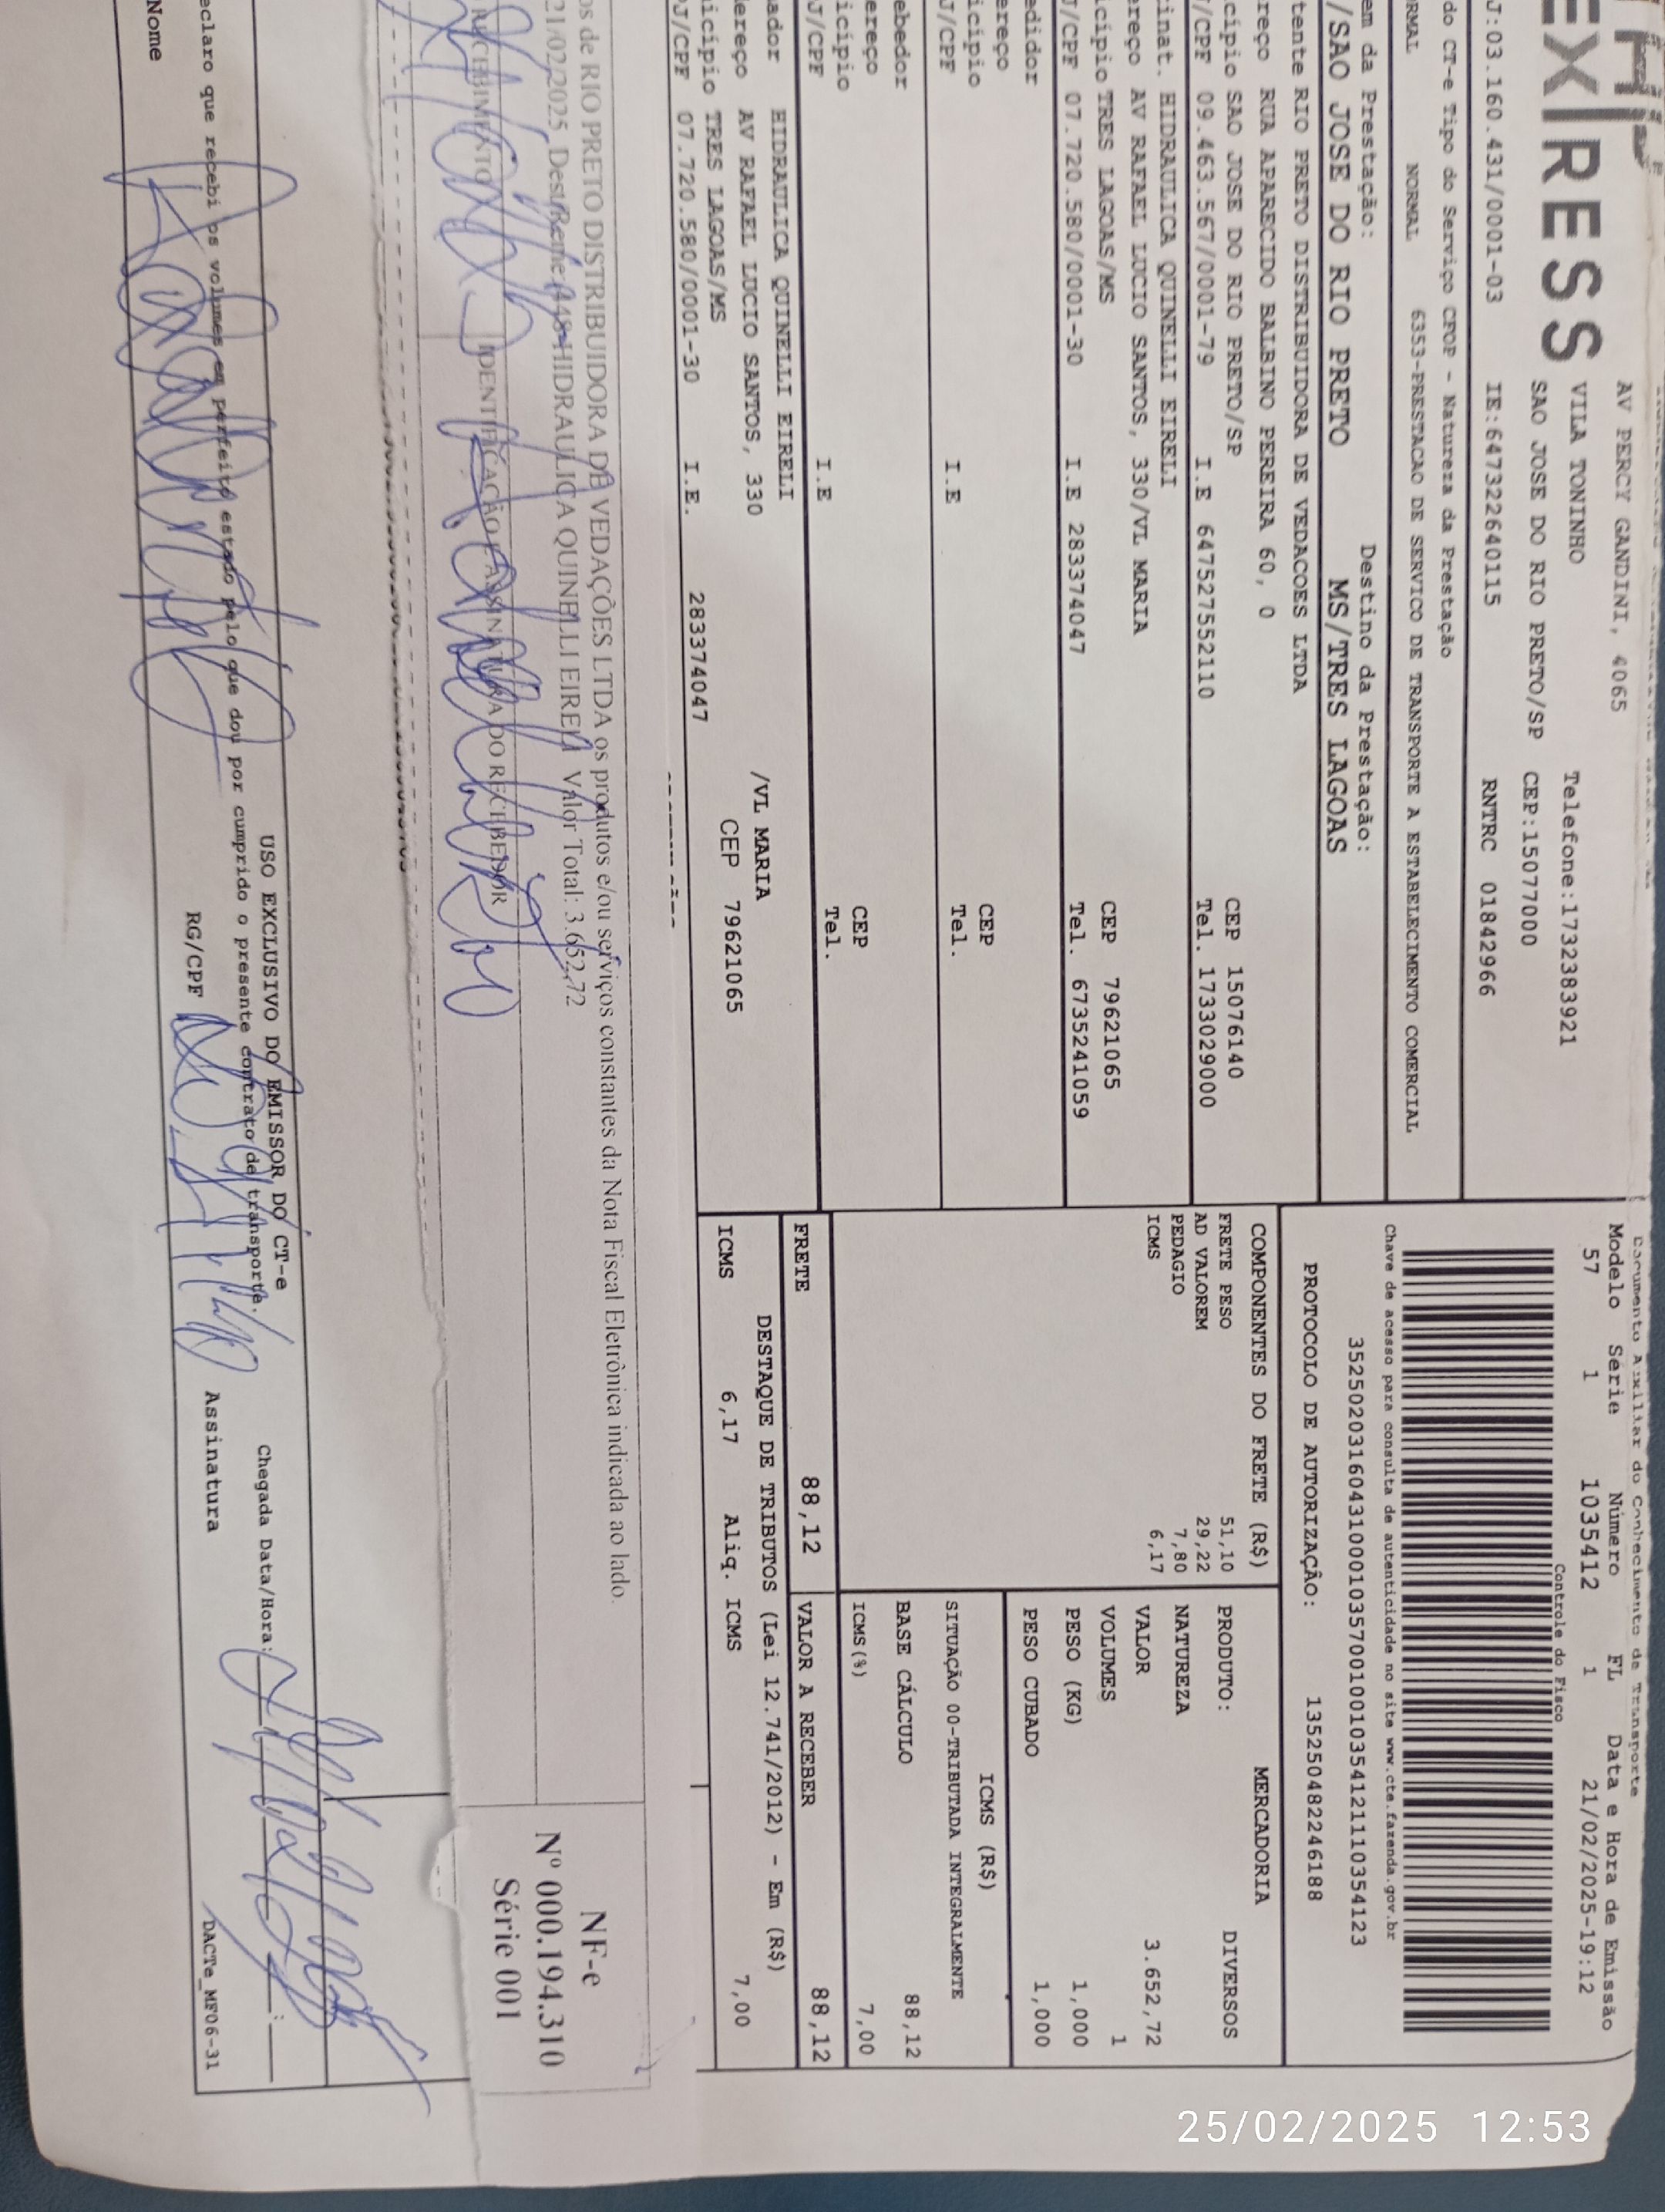 EXPRESS
AV PERCY GANDINI, 4065
VILA TONINHO Telefone:1732383921
SAO JOSE DO RIO PRETO/SP CEP:15077000
J:03.160.431/0001-03 IE:647322640115 RNTRC 01842966
Documento Auxiliar do Conhecimento de Transporte
Modelo Série Número FL Data e Hora de Emissão
57 1 1035412 1 21/02/2025-19:12
Controle do Fisco
Chave de acesso para consulta de autenticidade no site www.cte.fazenda.gov.br
35250203160431000103570010010354121110354123
PROTOCOLO DE AUTORIZAÇÃO: 135250482246188
do CT-e Tipo do Serviço CFOP - Natureza da Prestação
ORMAL NORMAL 6353-PRESTACAO DE SERVICO DE TRANSPORTE A ESTABELECIMENTO COMERCIAL
em da Prestação: Destino da Prestação:
/SAO JOSE DO RIO PRETO MS/TRES LAGOAS
tente RIO PRETO DISTRIBUIDORA DE VEDACOES LTDA
reço RUA APARECIDO BALBINO PEREIRA 60, 0
cípio SAO JOSE DO RIO PRETO/SP CEP 15076140
/CPF 09.463.567/0001-79 I.E 647527552110 Tel. 1733029000
inat. HIDRAULICA QUINELLI EIRELI
ereço AV RAFAEL LUCIO SANTOS, 330/VL MARIA
icípio TRES LAGOAS/MS CEP 79621065
J/CPF 07.720.580/0001-30 I.E 283374047 Tel. 6735241059
edidor
ereço
icípio CEP
J/CPF I.E Tel.
ebedor
ereço
icípio CEP
J/CPF I.E Tel.
ador HIDRAULICA QUINELLI EIRELI
ereço AV RAFAEL LUCIO SANTOS, 330 /VL MARIA
icípio TRES LAGOAS/MS CEP 79621065
J/CPF 07.720.580/0001-30 I.E. 283374047
COMPONENTES DO FRETE (R$)
FRETE PESO 51,10
AD VALOREM 29,22
PEDAGIO 7,80
ICMS 6,17
MERCADORIA
PRODUTO: DIVERSOS
NATUREZA
VALOR 3.652,72
VOLUMES 1
PESO (KG) 1,000
PESO CUBADO 1,000
ICMS (R$)
SITUAÇÃO 00-TRIBUTADA INTEGRALMENTE
BASE CÁLCULO 88,12
ICMS(%) 7,00
FRETE 88,12 VALOR A RECEBER 88,12
DESTAQUE DE TRIBUTOS (Lei 12.741/2012) - Em (R$)
ICMS 6,17 Aliq. ICMS 7,00
os de RIO PRETO DISTRIBUIDORA DE VEDAÇÕES LTDA os produtos e/ou serviços constantes da Nota Fiscal Eletrônica indicada ao lado.
21/02/2025, Dest/Reme: 448-HIDRAULICA QUINELLI EIRELI Valor Total: 3.652,72
RECEBIMENTO IDENTIFICAÇÃO E ASSINATURA DO RECEBEDOR
NF-e
Nº 000.194.310
Série 001
USO EXCLUSIVO DO EMISSOR DO CT-e
eclaro que recebi os volumes em perfeito estado pelo que dou por cumprido o presente contrato de transporte.
Chegada Data/Hora:
Nome RG/CPF Assinatura
DACTe_MF06-31
25/02/2025 12:53